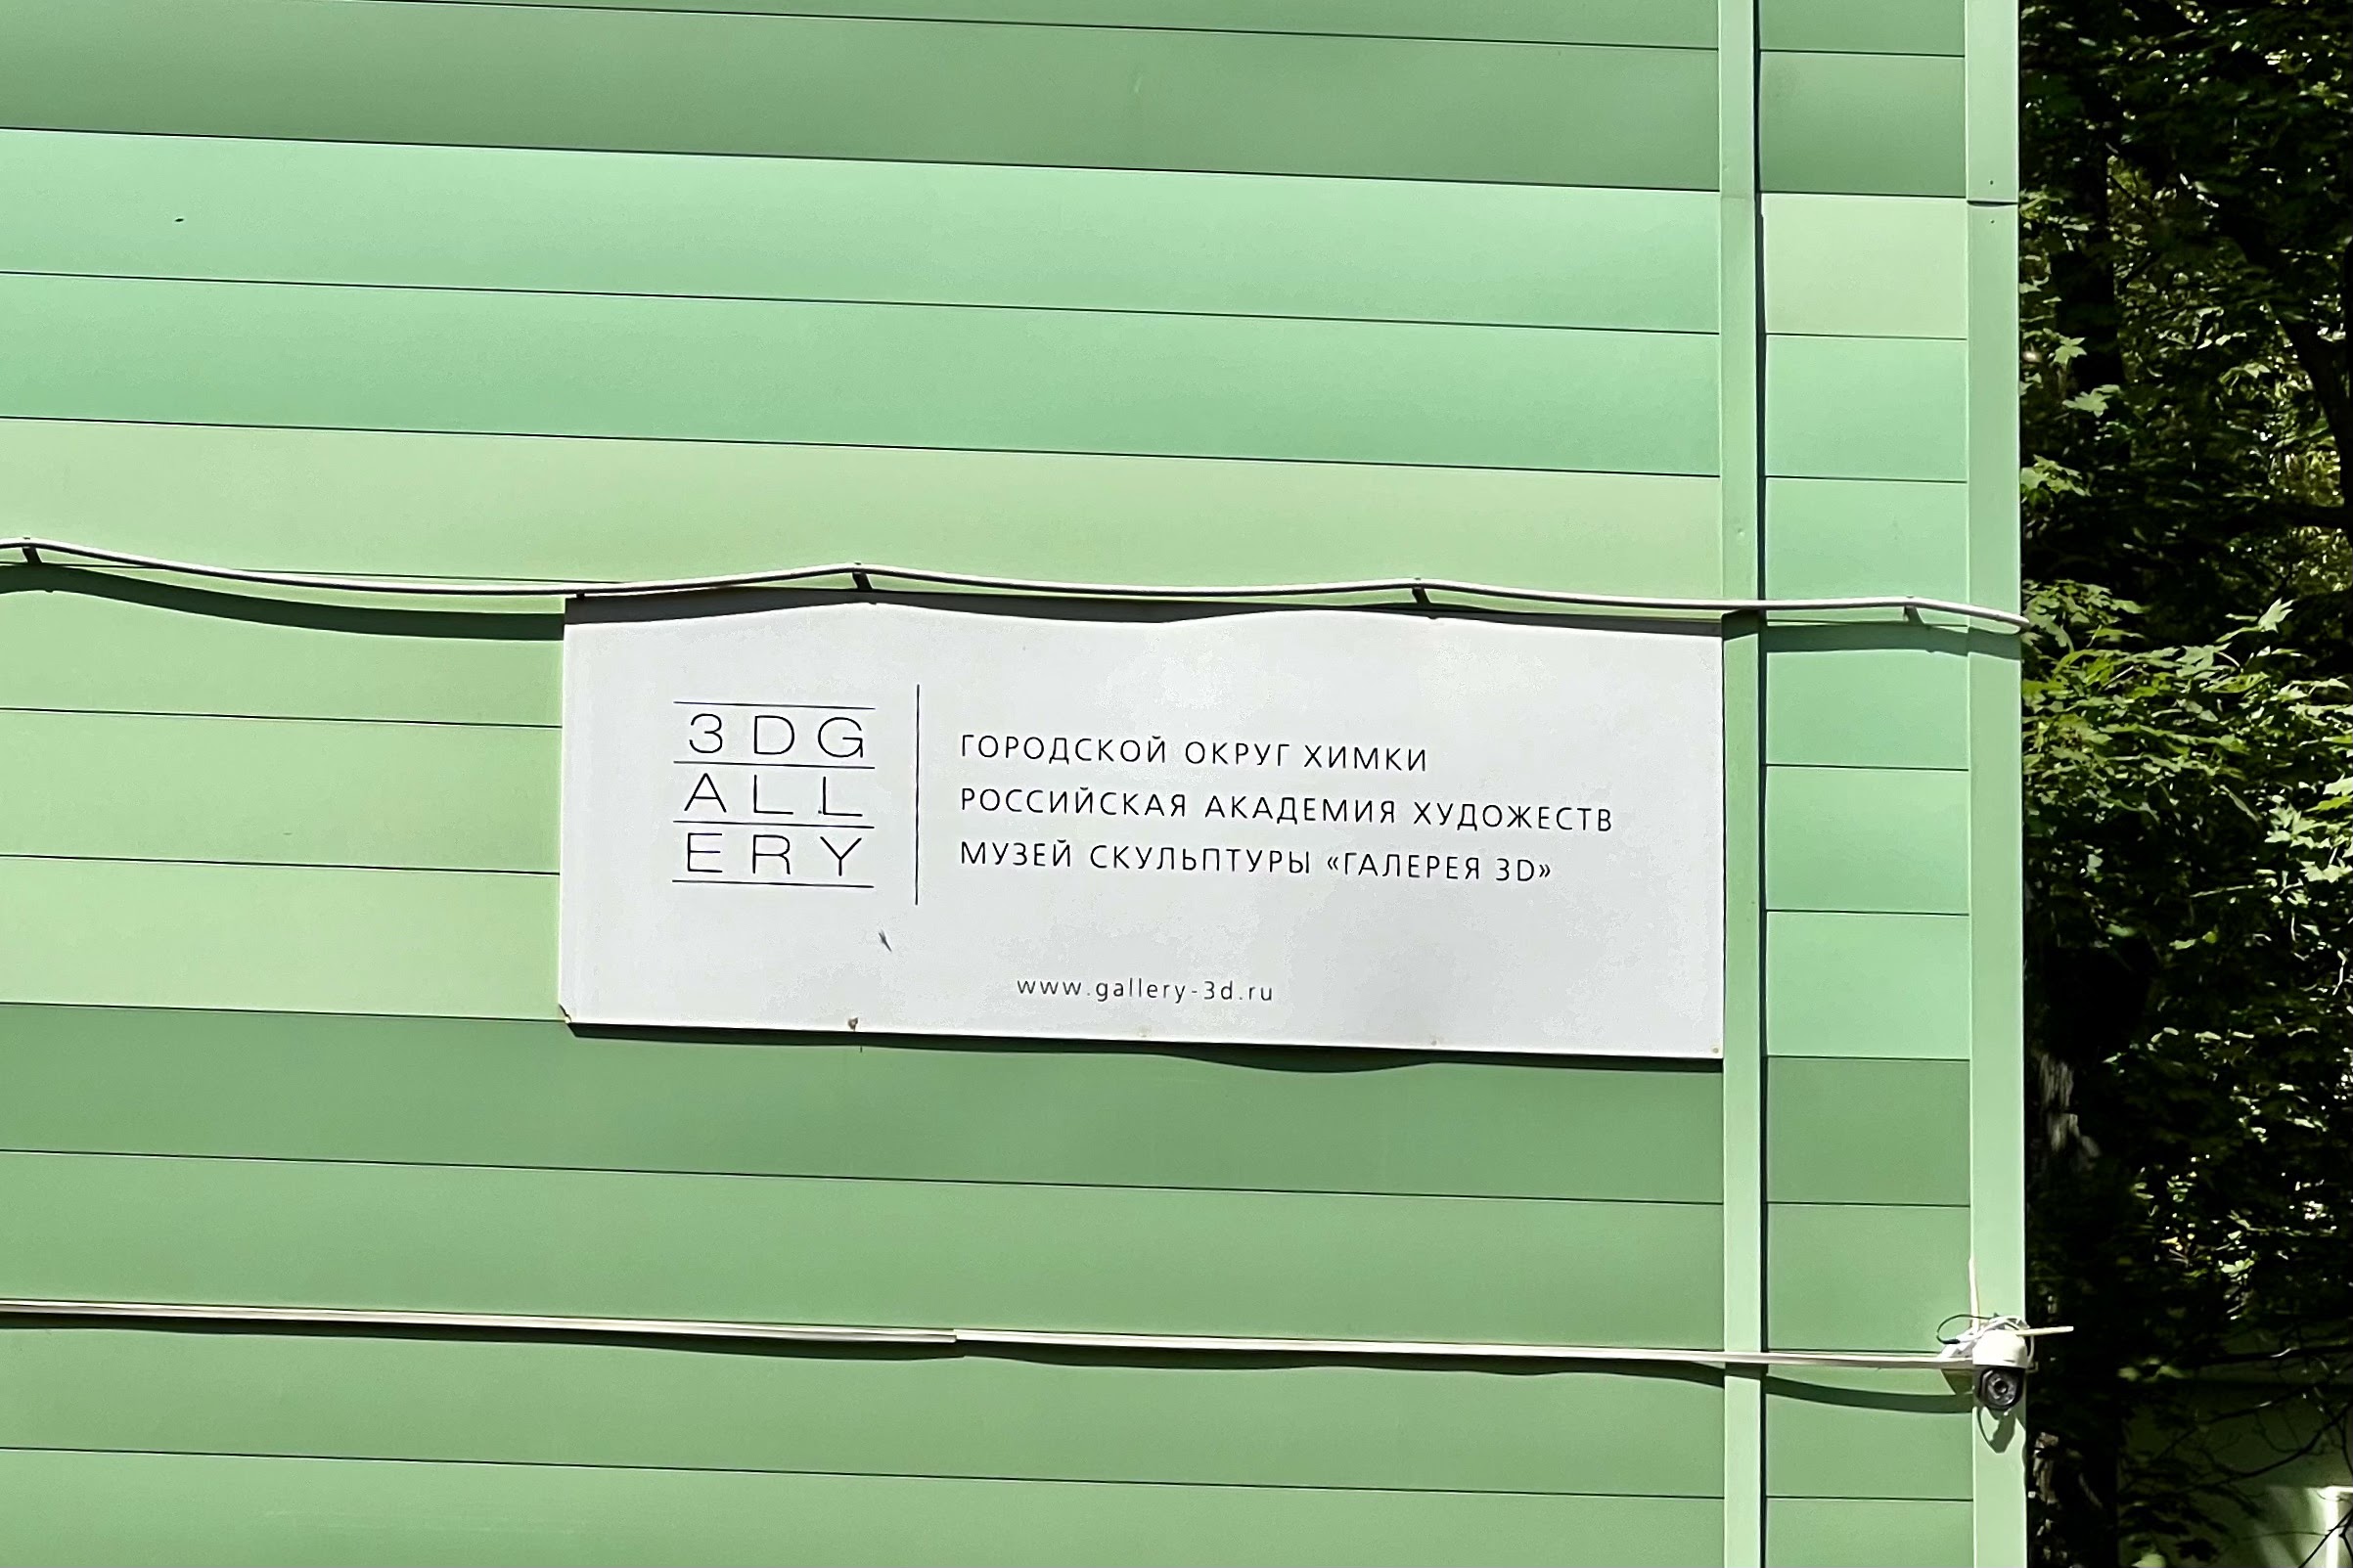 3DG
ALL
ERY
ГОРОДСКОЙ ОКРУГ ХИМКИ
РОССИЙСКАЯ АКАДЕМИЯ ХУДОЖЕСТВ
МУЗЕЙ СКУЛЬПТУРЫ «ГАЛЕРЕЯ 3D»
www.gallery-3d.ru